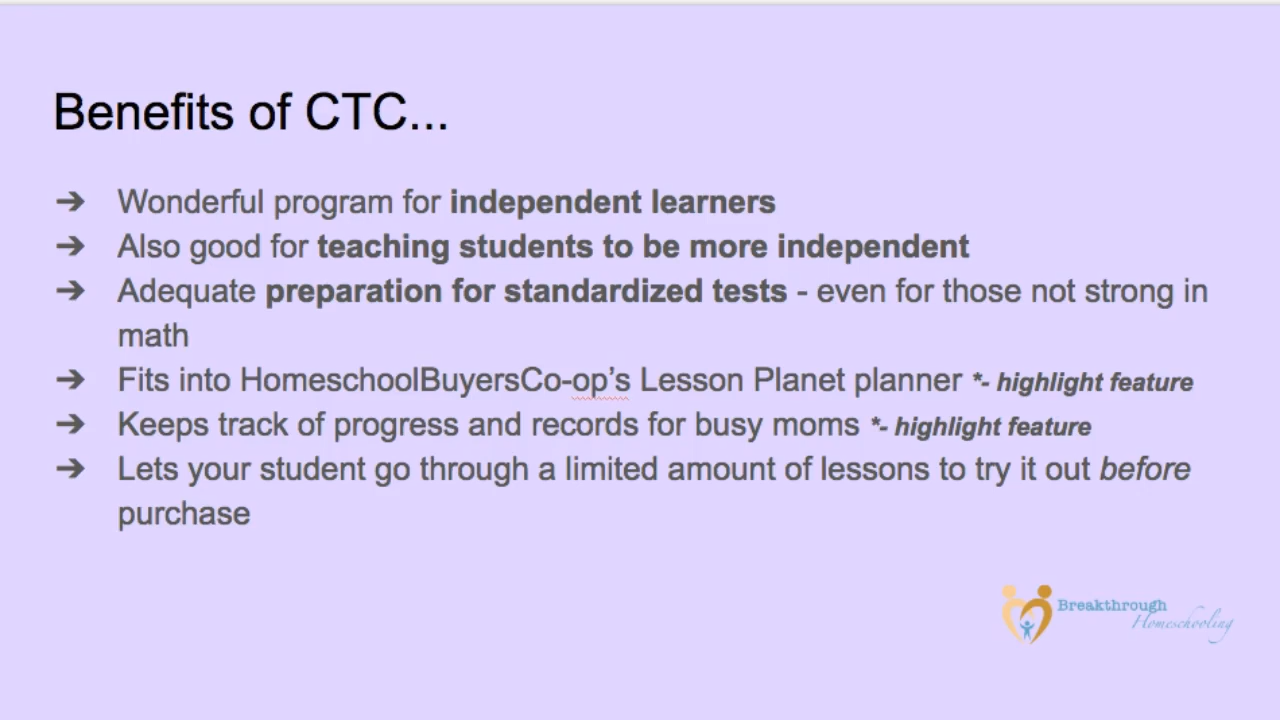 Benefits of CTC...
➔ Wonderful program for independent learners
➔ Also good for teaching students to be more independent
➔ Adequate preparation for standardized tests - even for those not strong in
math
➔ Fits into HomeschoolBuyersCo-op’s Lesson Planet planner *- highlight feature
➔ Keeps track of progress and records for busy moms *- highlight feature
➔ Lets your student go through a limited amount of lessons to try it out before
purchase
Breakthrough
Homeschooling